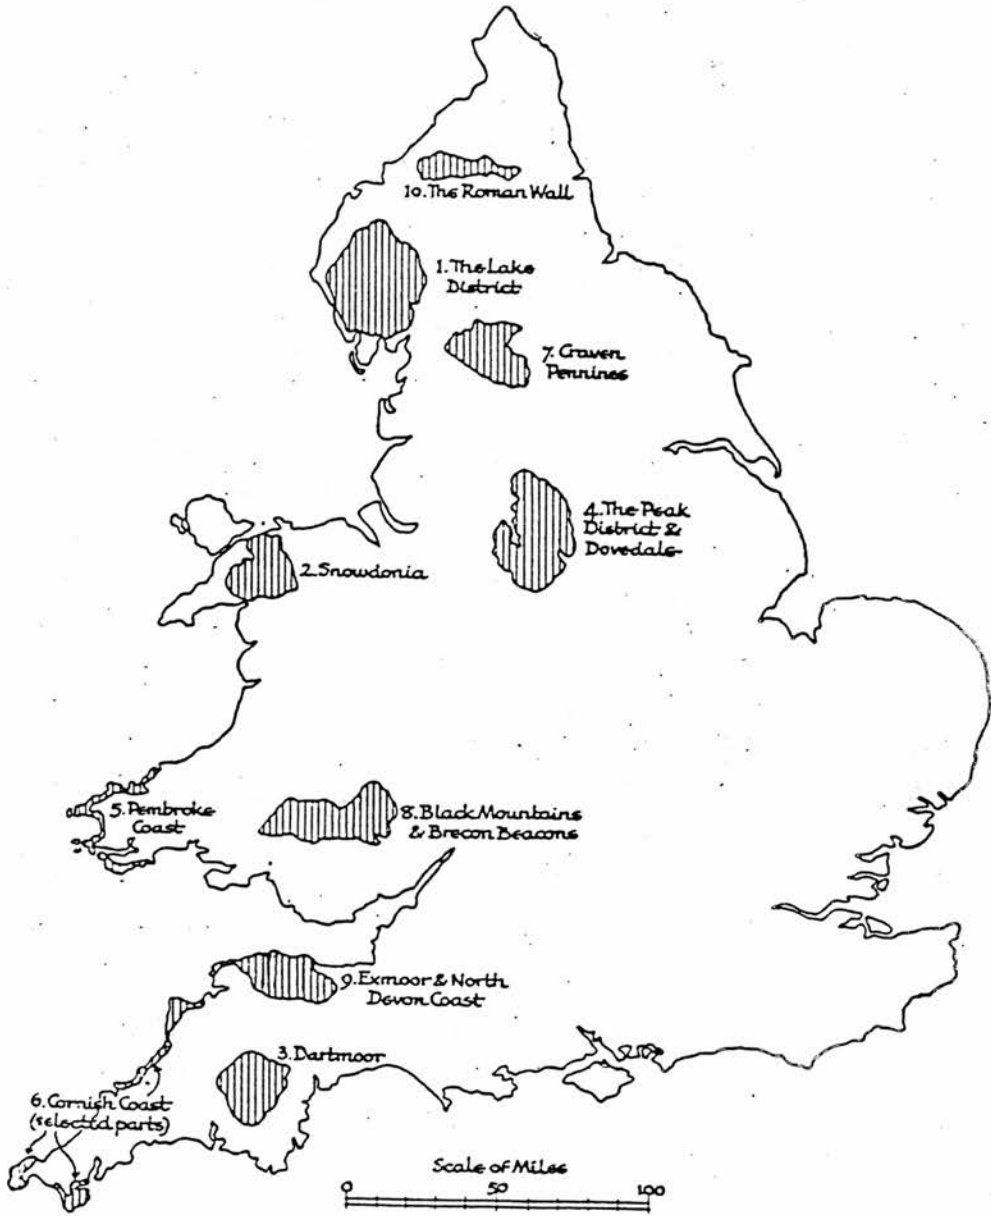 10. The Roman Wall
1. The Lake
District
7. Craven
Pennines
4. The Peak
District &
Dovedale
2. Snowdonia
5. Pembroke
Coast
8. Black Mountains
& Brecon Beacons
9. Exmoor & North
Devon Coast
3. Dartmoor
6. Cornish Coast
(selected parts)
Scale of Miles
0 50 100